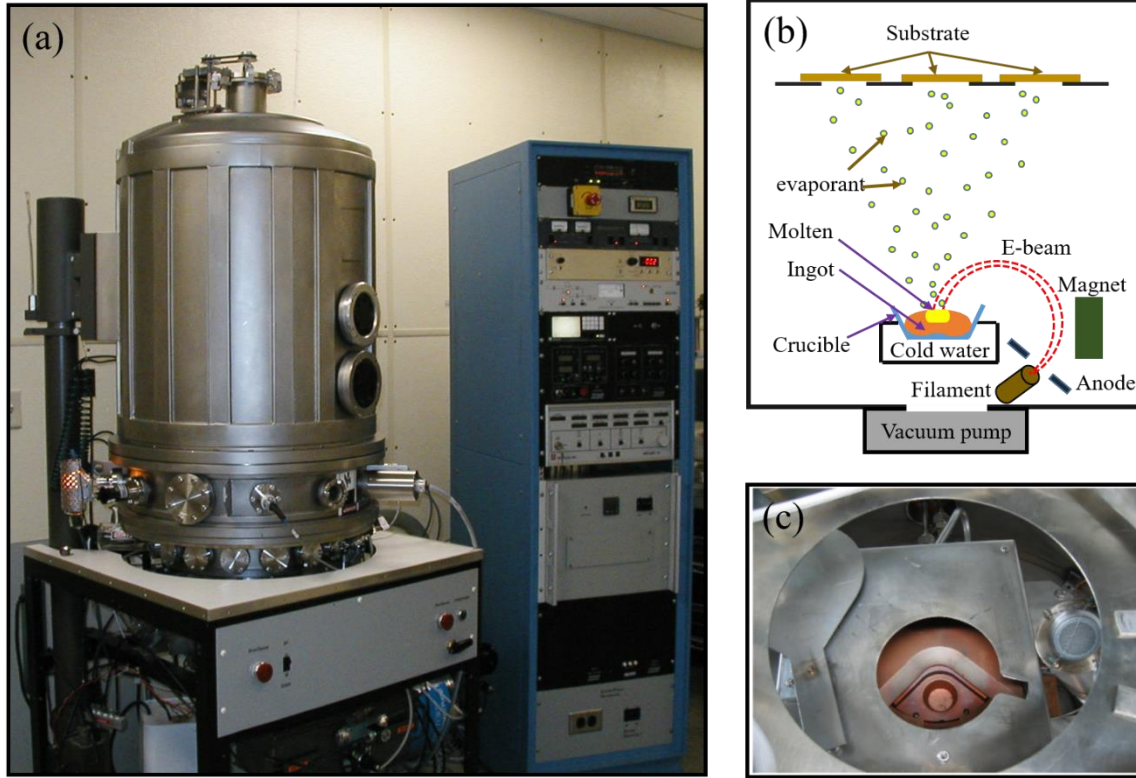 (a)
(b)
Substrate
evaporant
Molten
E-beam
Ingot
Magnet
Crucible
Cold water
Filament
Anode
Vacuum pump
(c)